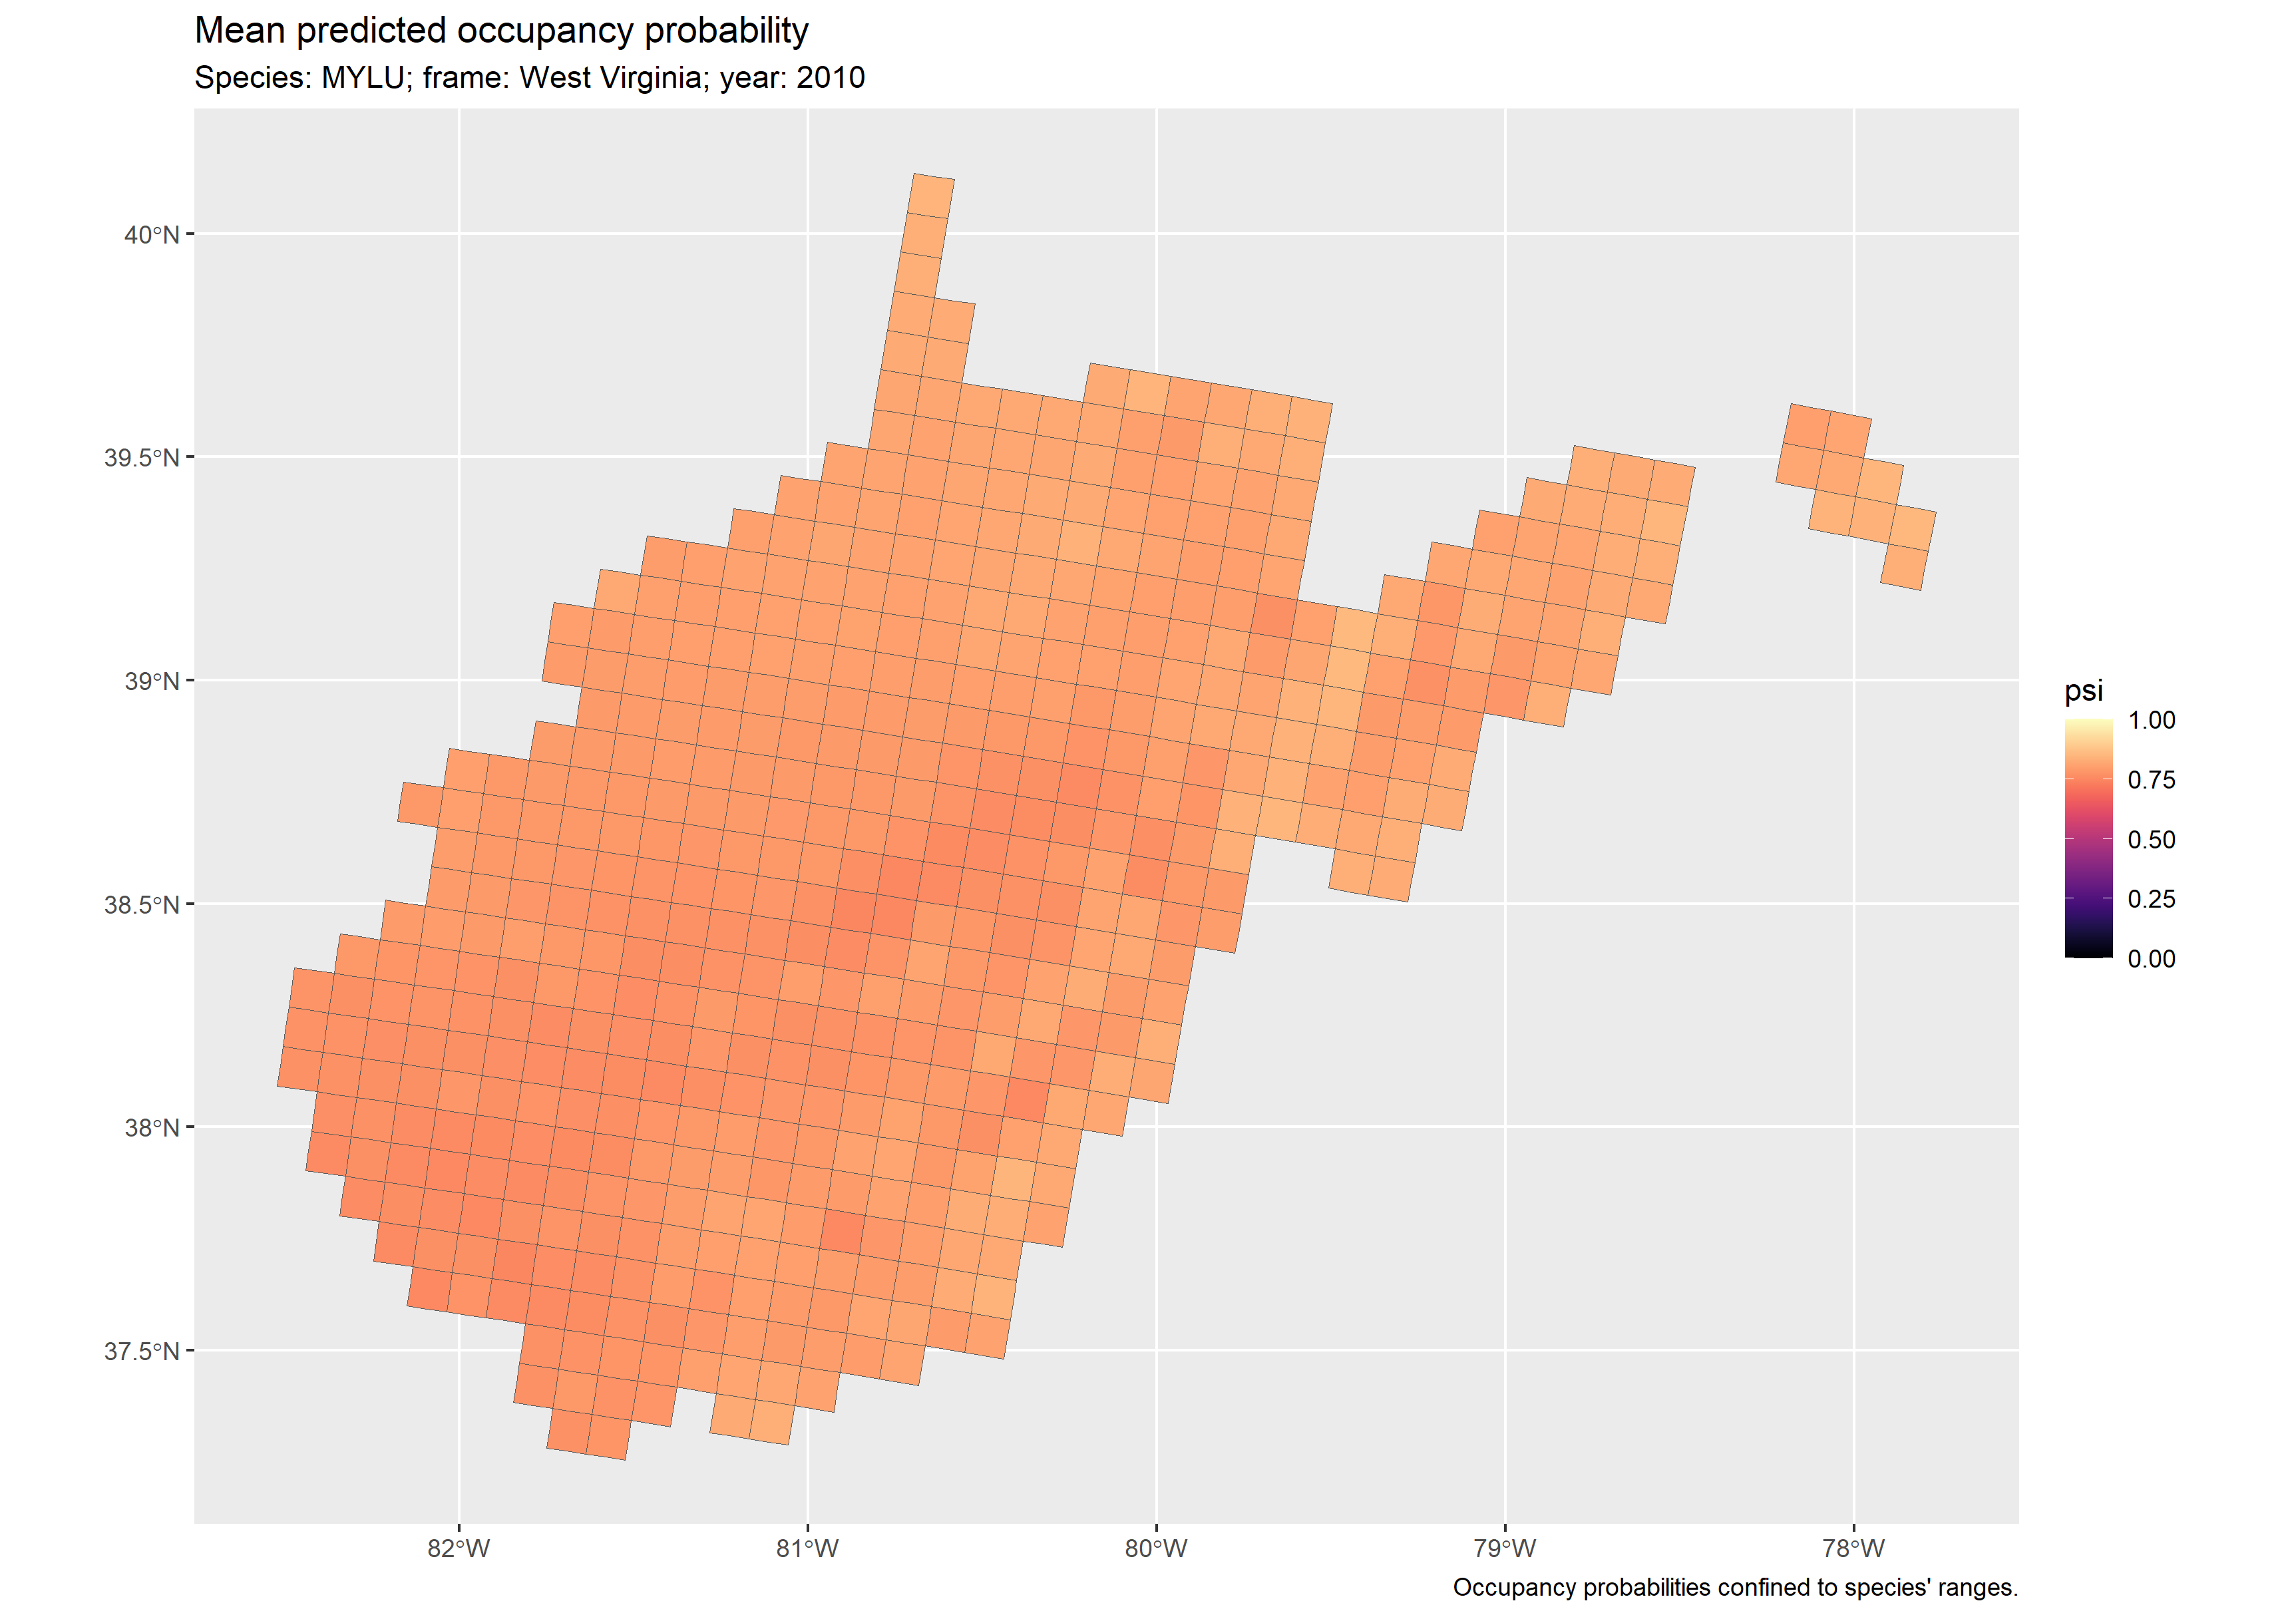 Mean predicted occupancy probability
Species: MYLU; frame: West Virginia; year: 2010
40°N
39.5°N
39°N
38.5°N
38°N
37.5°N
82°W
81°W
80°W
79°W
78°W
psi
1.00
0.75
0.50
0.25
0.00
Occupancy probabilities confined to species' ranges.